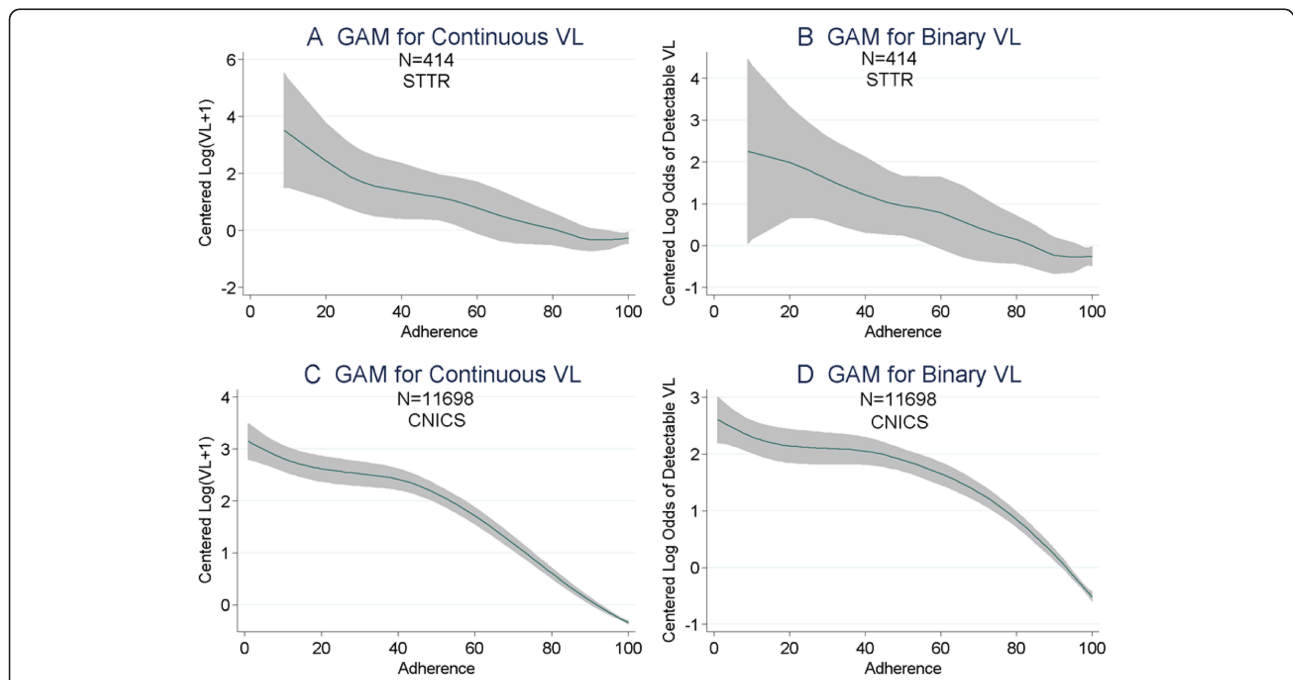 A GAM for Continuous VL
N=414
STTR
Centered Log(VL+1)
6
4
2
0
-2
0 20 40 60 80 100
Adherence
B GAM for Binary VL
N=414
STTR
Centered Log Odds of Detectable VL
4
3
2
1
0
-1
0 20 40 60 80 100
Adherence
C GAM for Continuous VL
N=11698
CNICS
Centered Log(VL+1)
4
3
2
1
0
0 20 40 60 80 100
Adherence
D GAM for Binary VL
N=11698
CNICS
Centered Log Odds of Detectable VL
3
2
1
0
-1
0 20 40 60 80 100
Adherence